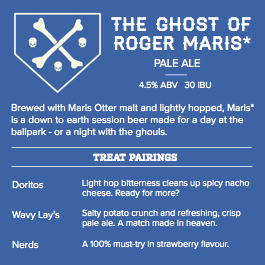 THE GHOST OF
ROGER MARIS*
PALE ALE
4.5% ABV 30 IBU
Brewed with Maris Otter malt and lightly hopped, Maris*
is a down to earth session beer made for a day at the
ballpark - or a night with the ghouls.
TREAT PAIRINGS
Doritos
Light hop bitterness cleans up spicy nacho
cheese. Ready for more?
Wavy Lay's
Salty potato crunch and refreshing, crisp
pale ale. A match made in heaven.
Nerds
A 100% must-try in strawberry flavour.